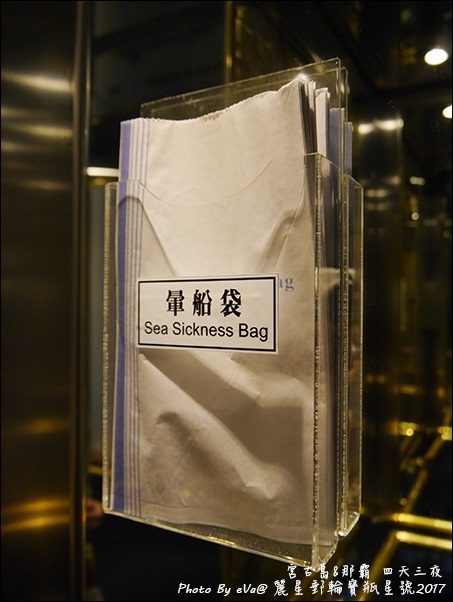 暈船袋
Sea Sickness Bag
宮古島&那霸 四天三夜
Photo By eVa@ 麗星郵輪寶瓶星號2017